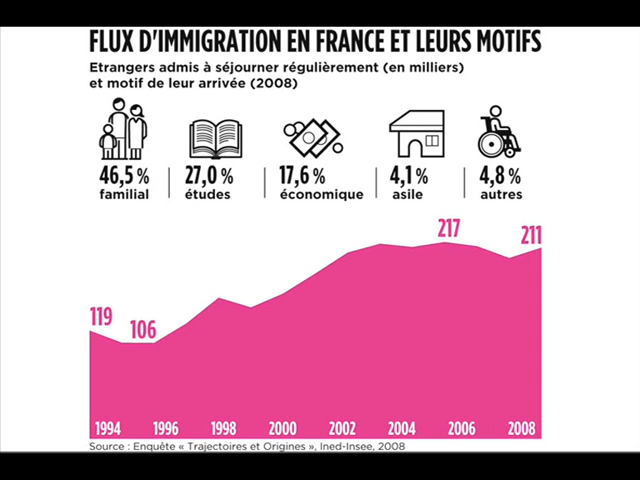 FLUX D'IMMIGRATION EN FRANCE ET LEURS MOTIFS
Etrangers admis à séjourner régulièrement (en milliers)
et motif de leur arrivée (2008)
46,5 % 27,0 % 17,6 % 4,1 % 4,8 %
familial études économique asile autres
217
211
119
106
1994 1996 1998 2000 2002 2004 2006 2008
Source : Enquête « Trajectoires et Origines », Ined-Insee, 2008